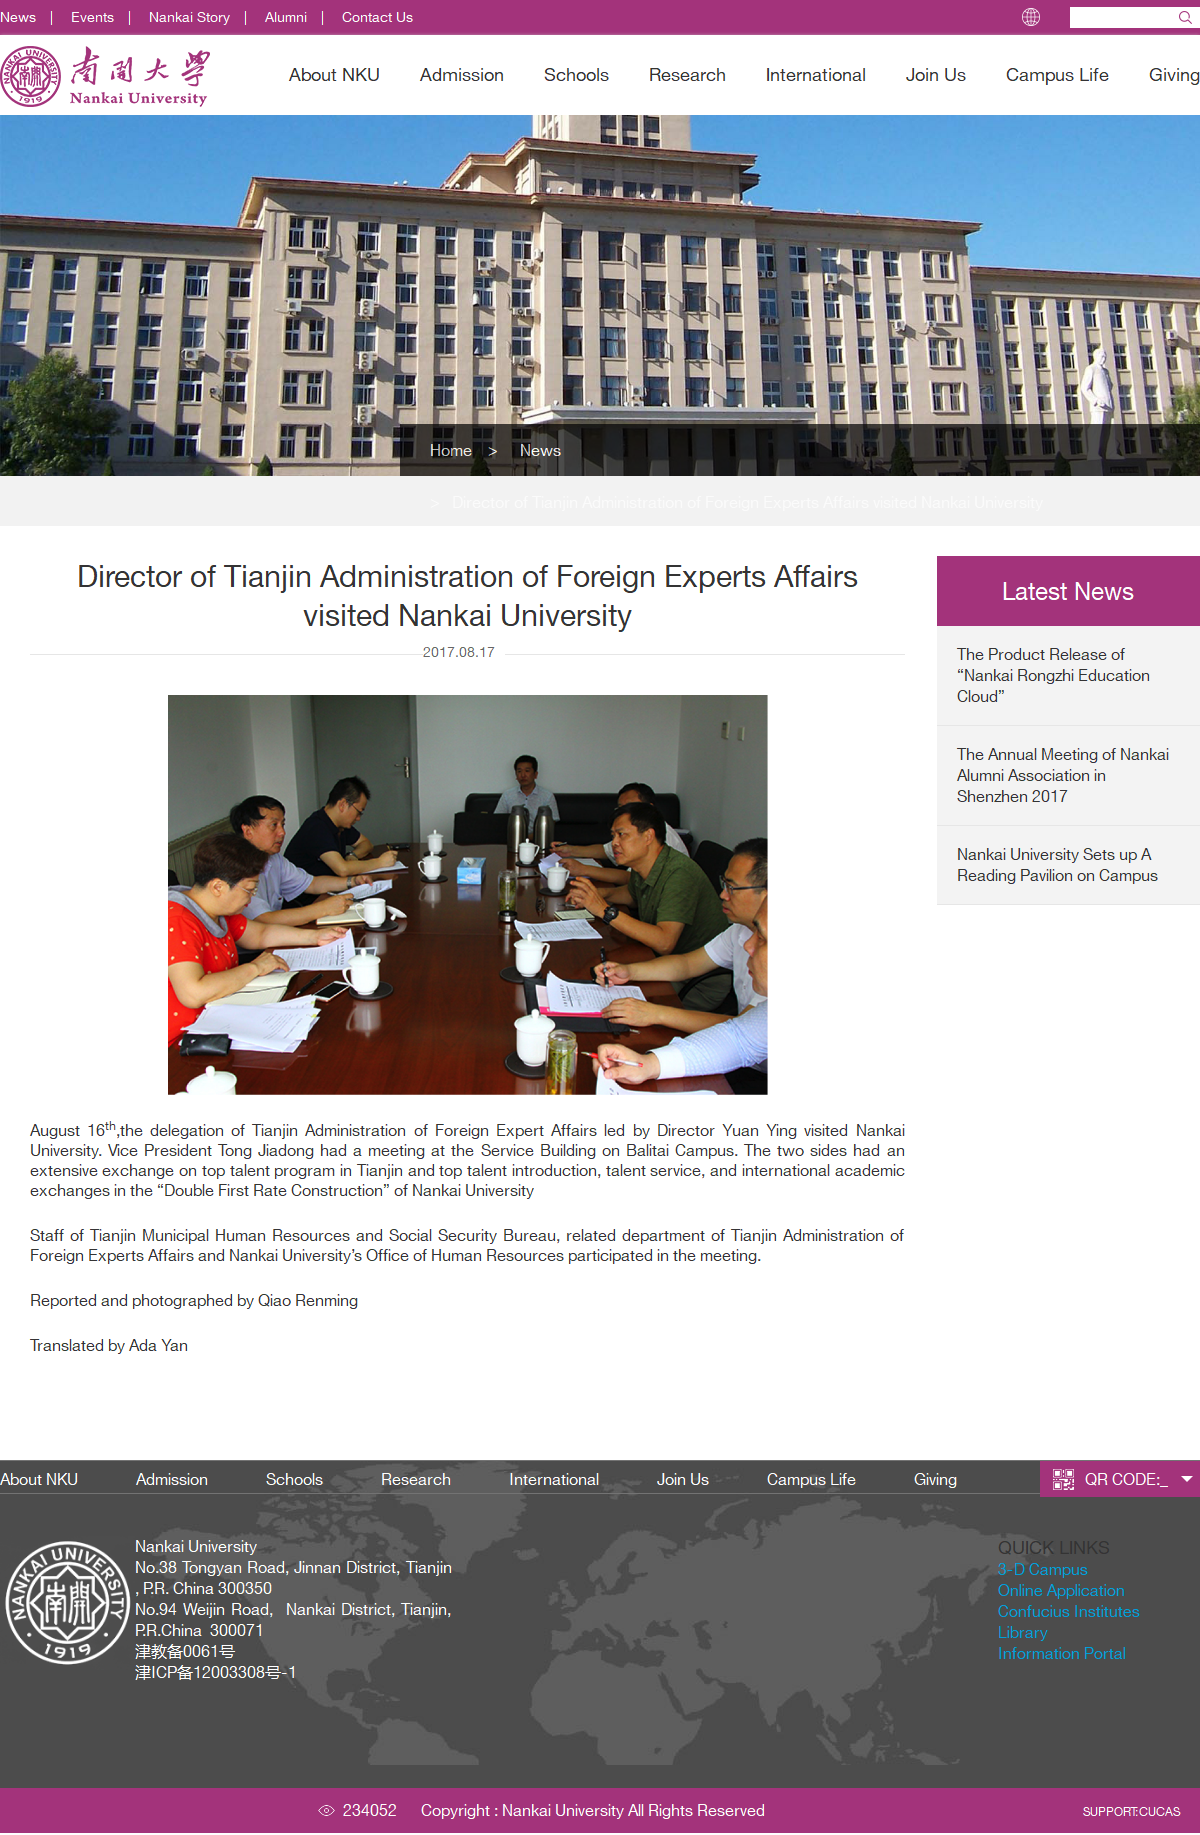 News | Events | Nankai Story | Alumni | Contact Us
南開大學
Nankai University
NANKAI UNIVERSITY
1919
About NKU Admission Schools Research International Join Us Campus Life Giving
Home > News
> Director of Tianjin Administration of Foreign Experts Affairs visited Nankai University
Director of Tianjin Administration of Foreign Experts Affairs
visited Nankai University
2017.08.17
Latest News
The Product Release of
“Nankai Rongzhi Education
Cloud”
The Annual Meeting of Nankai
Alumni Association in
Shenzhen 2017
Nankai University Sets up A
Reading Pavilion on Campus
August 16th,the delegation of Tianjin Administration of Foreign Expert Affairs led by Director Yuan Ying visited Nankai
University. Vice President Tong Jiadong had a meeting at the Service Building on Balitai Campus. The two sides had an
extensive exchange on top talent program in Tianjin and top talent introduction, talent service, and international academic
exchanges in the “Double First Rate Construction” of Nankai University
Staff of Tianjin Municipal Human Resources and Social Security Bureau, related department of Tianjin Administration of
Foreign Experts Affairs and Nankai University’s Office of Human Resources participated in the meeting.
Reported and photographed by Qiao Renming
Translated by Ada Yan
About NKU Admission Schools Research International Join Us Campus Life Giving
QR CODE:_
NANKAI UNIVERSITY
1919
Nankai University
No.38 Tongyan Road, Jinnan District, Tianjin
, P.R. China 300350
No.94 Weijin Road, Nankai District, Tianjin,
P.R.China 300071
津教备0061号
津ICP备12003308号-1
QUICK LINKS
3-D Campus
Online Application
Confucius Institutes
Library
Information Portal
234052 Copyright : Nankai University All Rights Reserved
SUPPORT:CUCAS